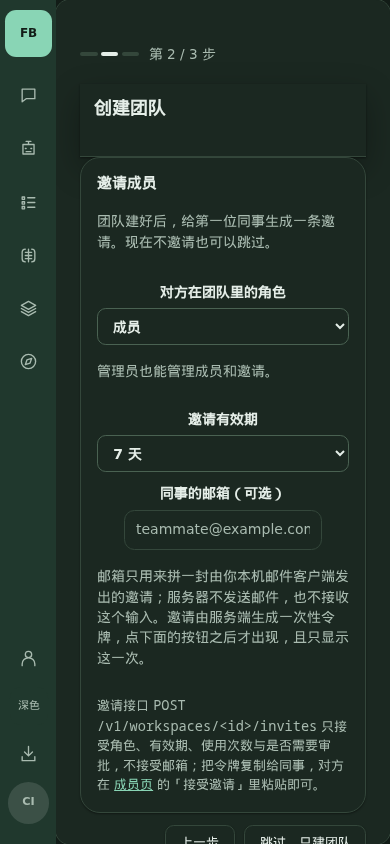 FB
第 2 / 3 步
创建团队
邀请成员
团队建好后，给第一位同事生成一条邀
请。现在不邀请也可以跳过。
对方在团队里的角色
成员
管理员也能管理成员和邀请。
邀请有效期
7 天
同事的邮箱（可选）
teammate@example.com
邮箱只用来拼一封由你本机邮件客户端发
出的邀请；服务器不发送邮件，也不接收
这个输入。邀请由服务端生成一次性令
牌，点下面的按钮之后才出现，且只显示
这一次。
邀请接口 POST
/v1/workspaces/<id>/invites 只接
受角色、有效期、使用次数与是否需要审
批，不接受邮箱；把令牌复制给同事，对方
在 成员页 的「接受邀请」里粘贴即可。
上一步
跳过，只建团队
深色
CI